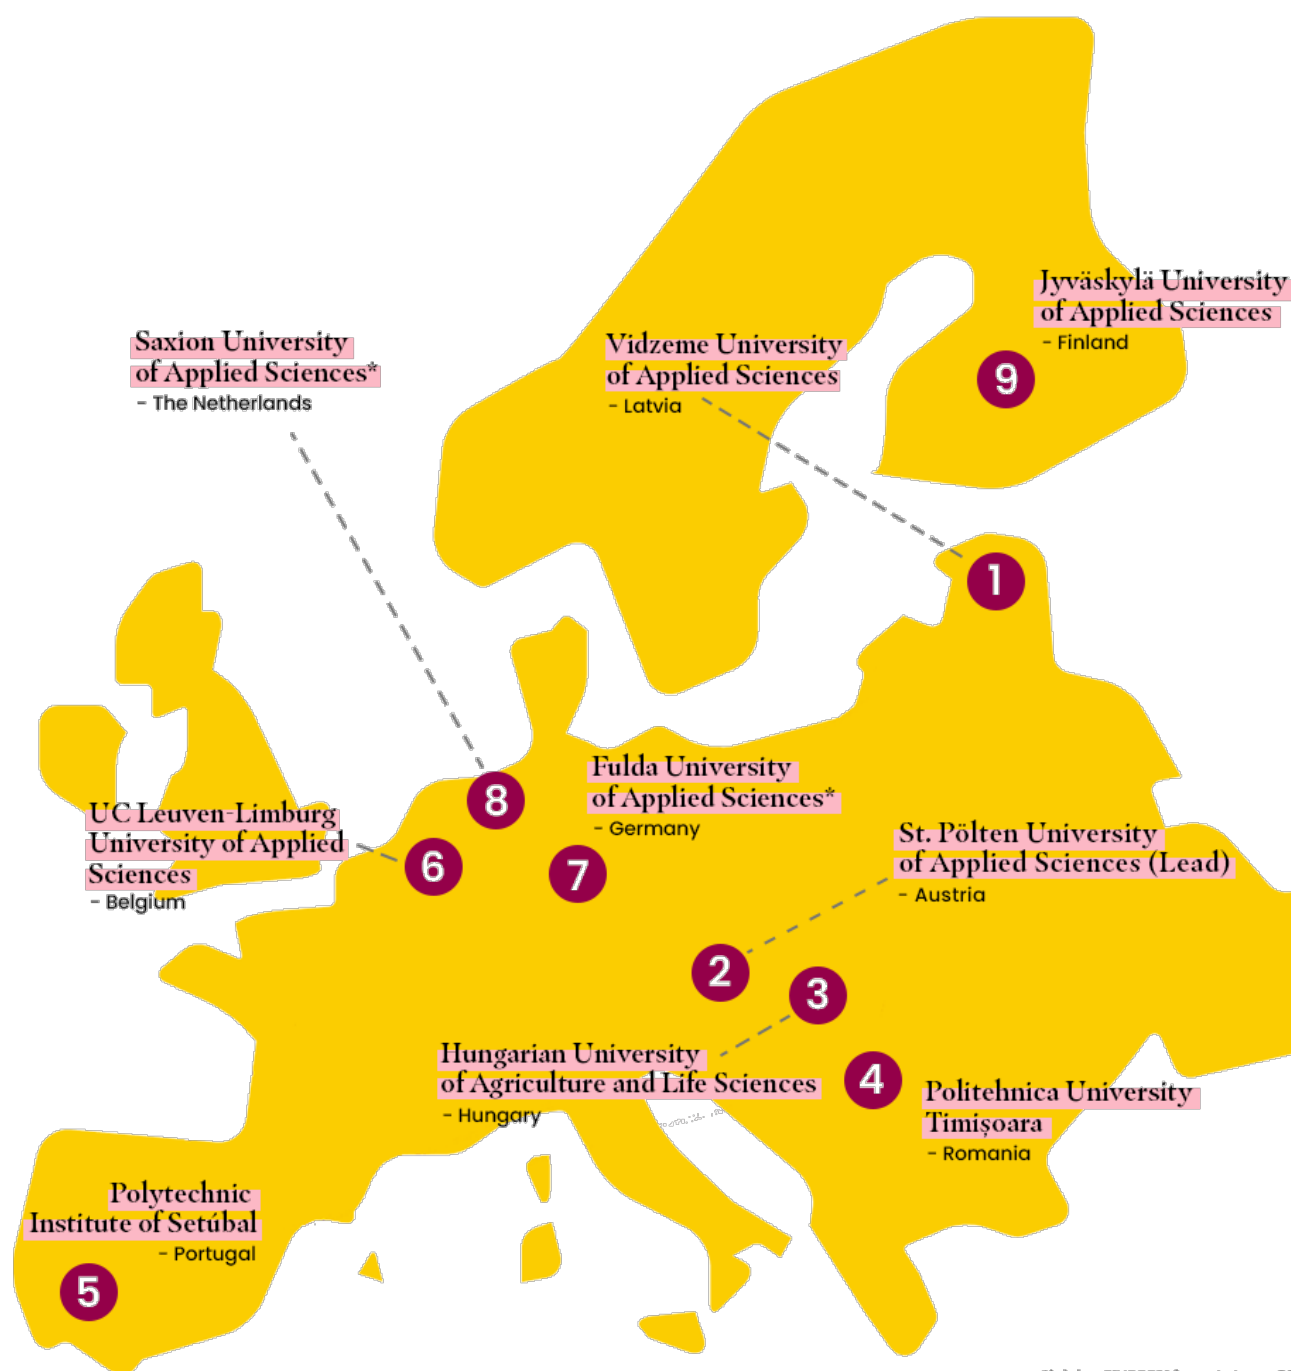 Jyväskylä University
of Applied Sciences
- Finland
9
Saxion University
of Applied Sciences*
- The Netherlands
Vidzeme University
of Applied Sciences
- Latvia
1
8
Fulda University
of Applied Sciences*
- Germany
7
UC Leuven-Limburg
University of Applied
Sciences
- Belgium
6
St. Pölten University
of Applied Sciences (Lead)
- Austria
2
3
Hungarian University
of Agriculture and Life Sciences
- Hungary
4
Politehnica University
Timișoara
- Romania
Polytechnic
Institute of Setúbal
- Portugal
5